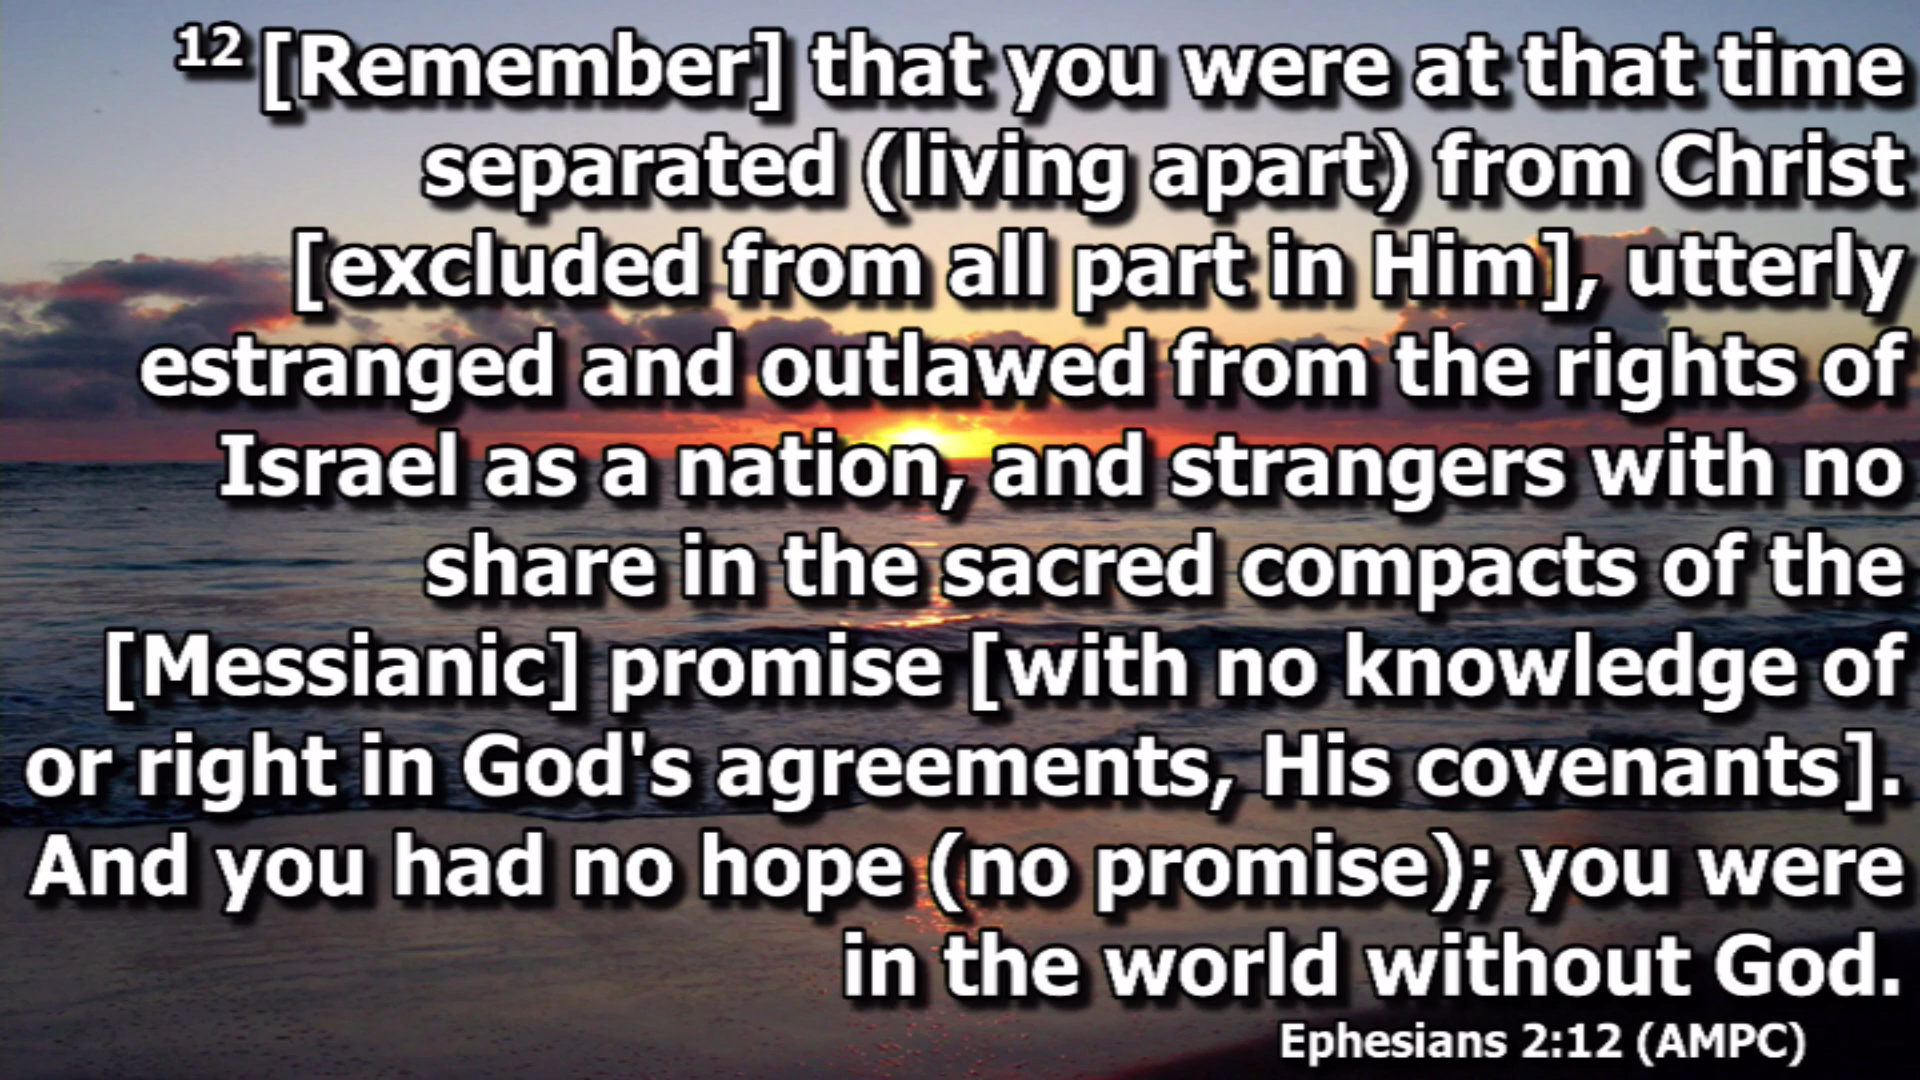 12 [Remember] that you were at that time
separated (living apart) from Christ
[excluded from all part in Him], utterly
estranged and outlawed from the rights of
Israel as a nation, and strangers with no
share in the sacred compacts of the
[Messianic] promise [with no knowledge of
or right in God's agreements, His covenants].
And you had no hope (no promise); you were
in the world without God.
Ephesians 2:12 (AMPC)